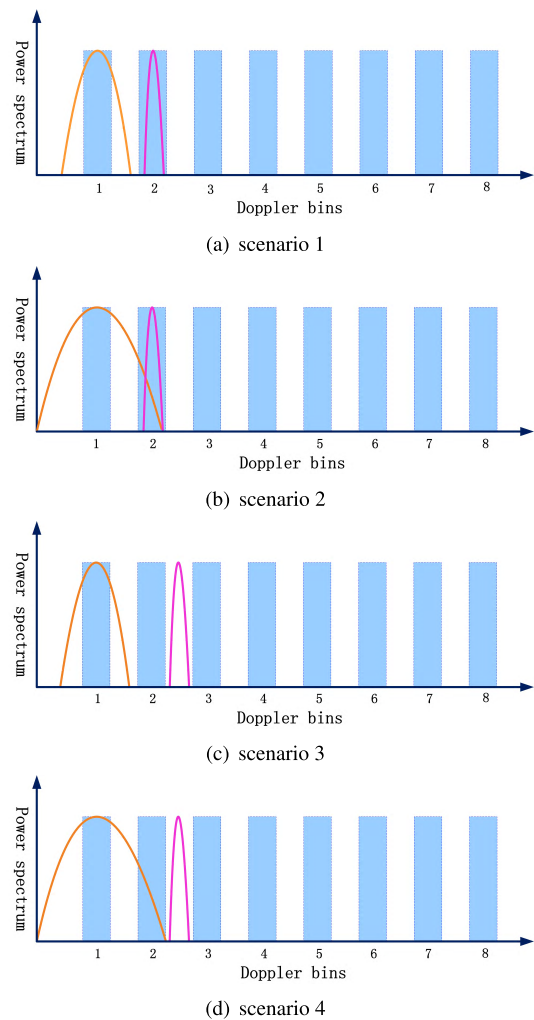 Power spectrum
1 2 3 4 5 6 7 8
Doppler bins
(a) scenario 1
Power spectrum
1 2 3 4 5 6 7 8
Doppler bins
(b) scenario 2
Power spectrum
1 2 3 4 5 6 7 8
Doppler bins
(c) scenario 3
Power spectrum
1 2 3 4 5 6 7 8
Doppler bins
(d) scenario 4